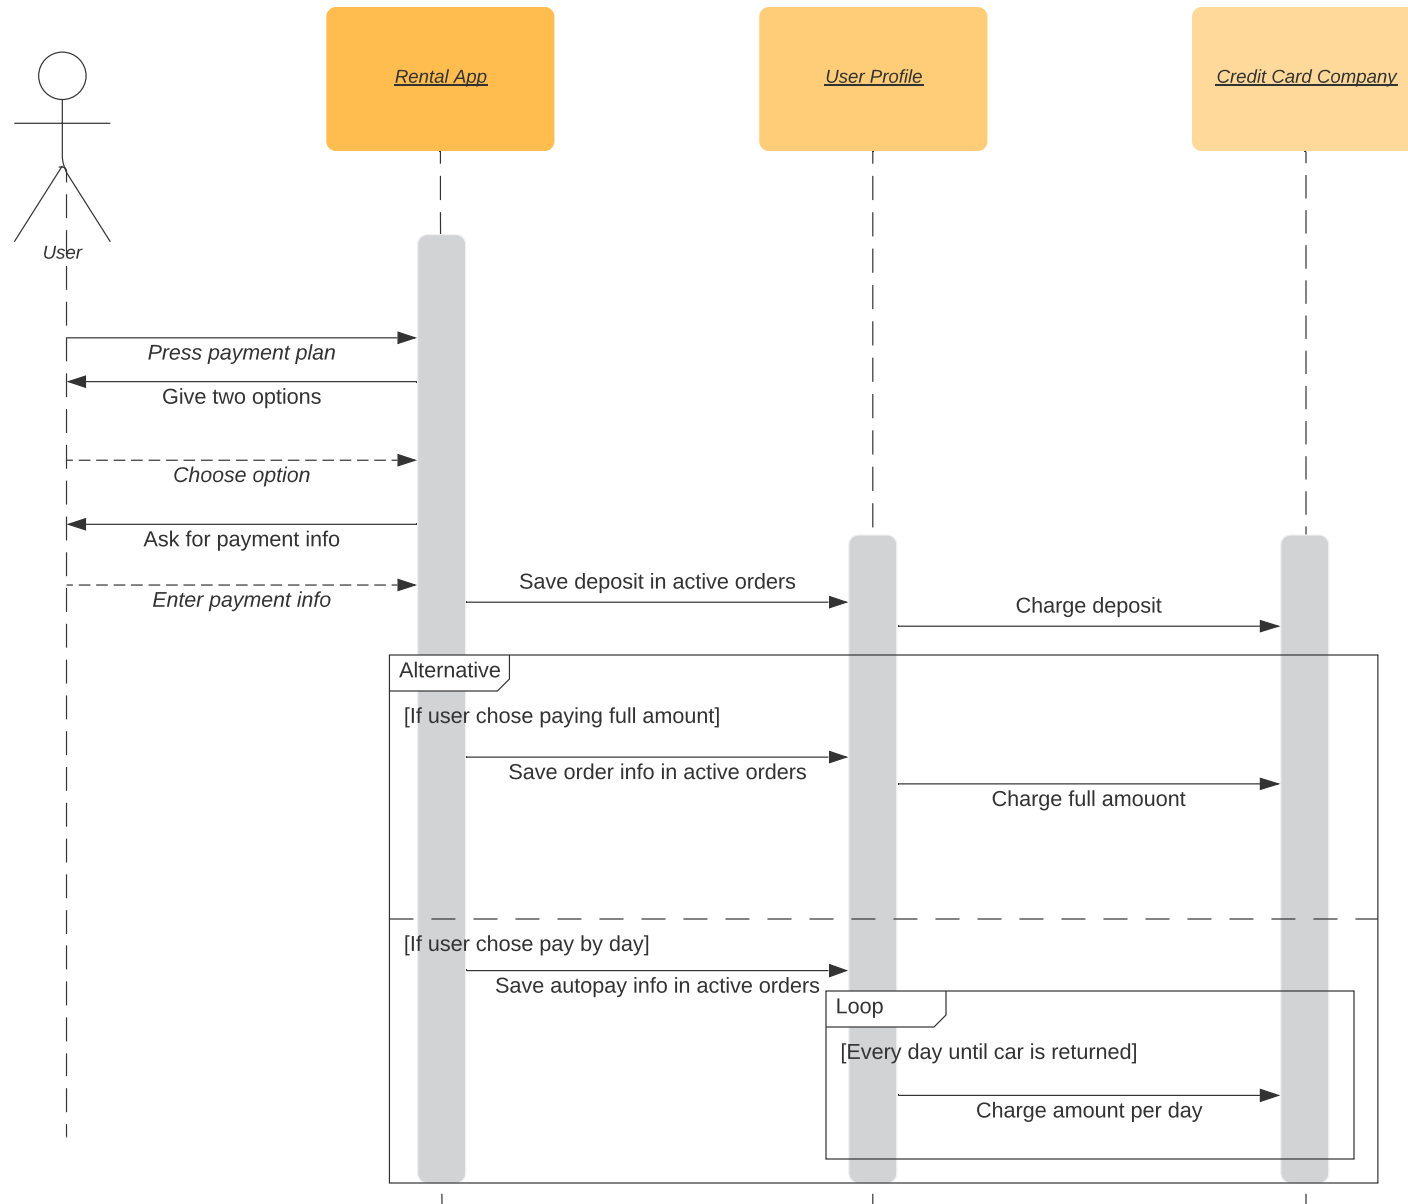 Rental App
User Profile
Credit Card Company
User
Press payment plan
Give two options
Choose option
Ask for payment info
Enter payment info
Save deposit in active orders
Charge deposit
Alternative
[If user chose paying full amount]
Save order info in active orders
Charge full amouont
[If user chose pay by day]
Save autopay info in active orders
Loop
[Every day until car is returned]
Charge amount per day